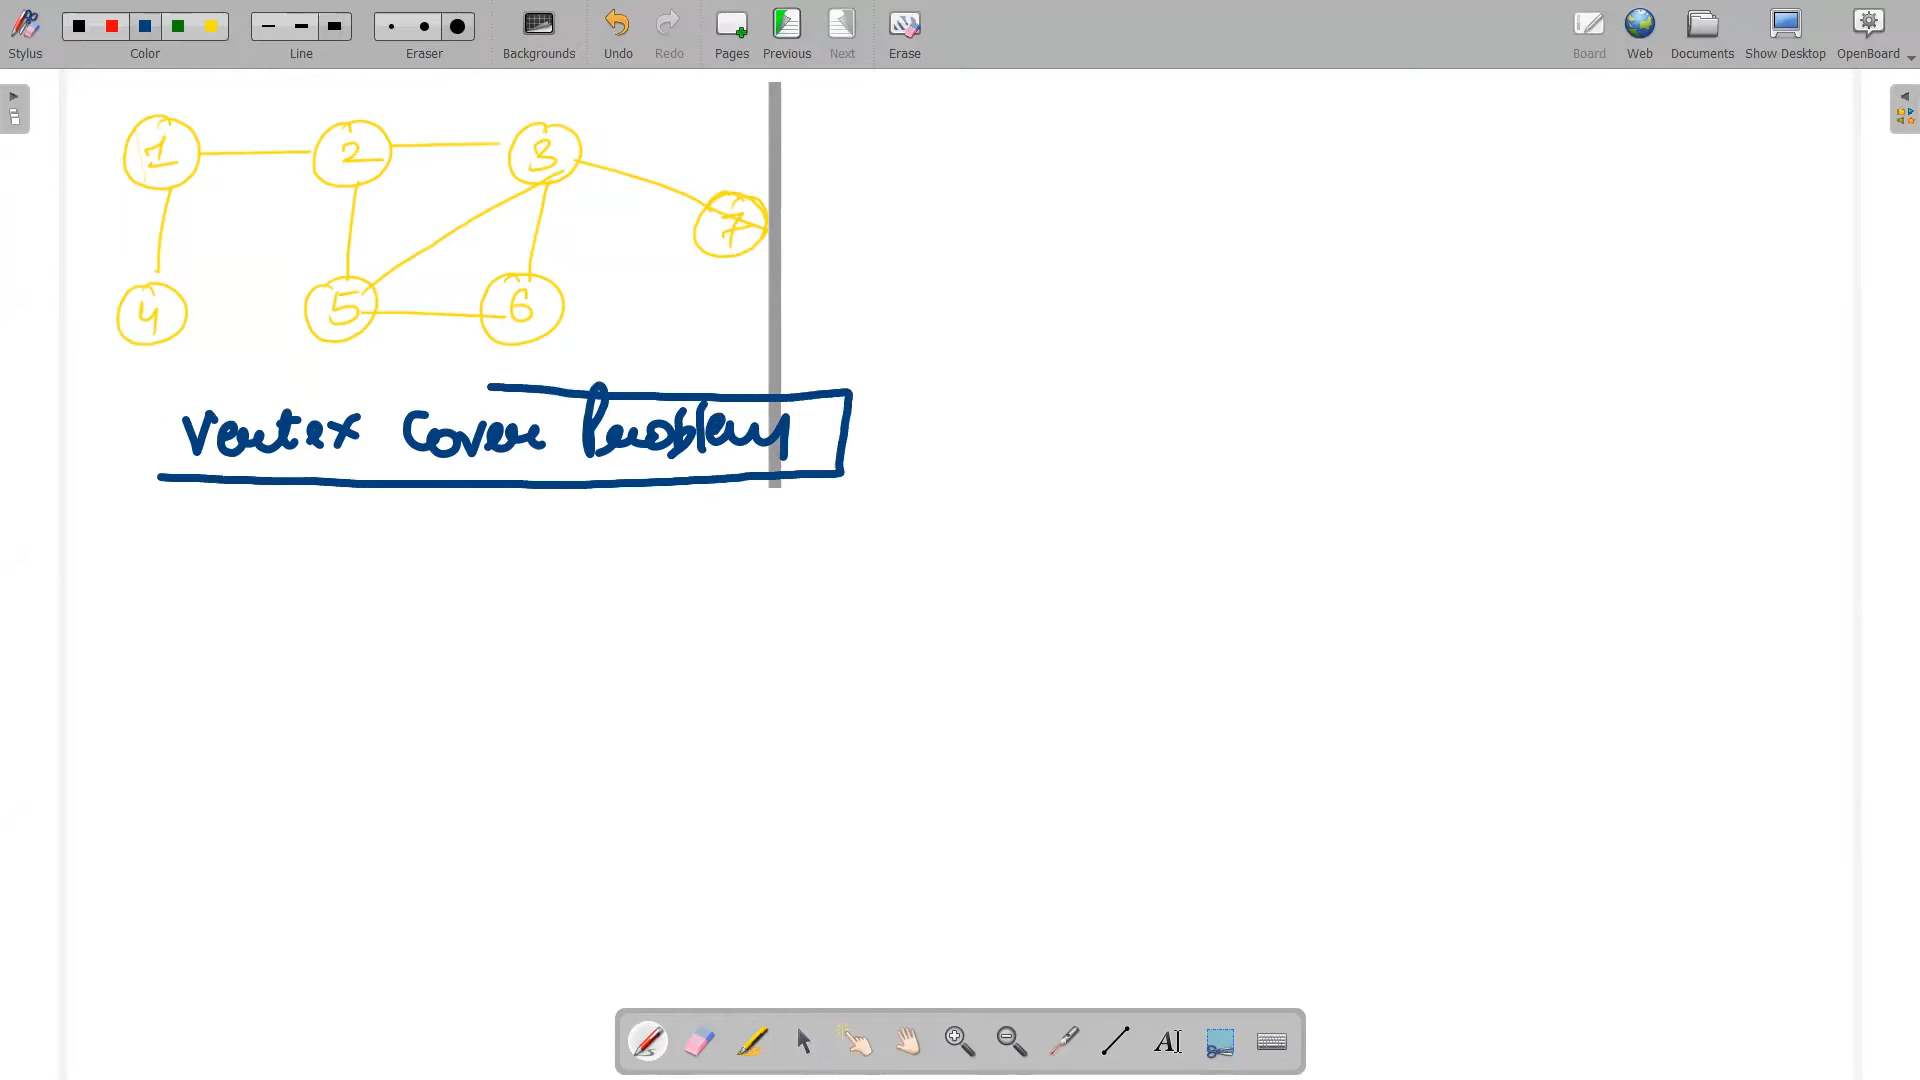 Stylus Color Line Eraser Backgrounds Undo Redo Pages Previous Next Erase Board Web Documents Show Desktop OpenBoard
1 2 3
7
4 5 6
Vertex Cover Problem
AI